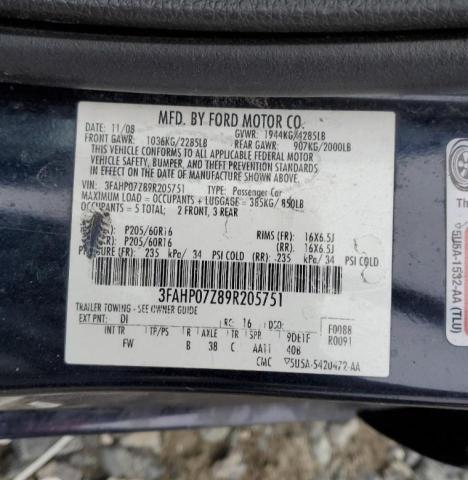 MFD. BY FORD MOTOR CO.
DATE: 11/08 GVWR: 1944KG/4285LB
FRONT GAWR: 1036KG/2285LB REAR GAWR: 907KG/2000LB
THIS VEHICLE CONFORMS TO ALL APPLICABLE FEDERAL MOTOR VEHICLE
SAFETY, BUMPER, AND THEFT PREVENTION STANDARDS IN EFFECT ON
THE DATE OF MANUFACTURE SHOWN ABOVE.
VIN: 3FAHP07Z89R205751 TYPE: Passenger Car
MAXIMUM LOAD = OCCUPANTS + LUGGAGE = 385KG/850LB
OCCUPANTS = 5 TOTAL: 2 FRONT, 3 REAR
P205/60R16 RIMS (FR): 16X6.5J
P205/60R16 (RR): 16X6.5J
PRESSURE (FR): 235 kPa/ 34 PSI COLD (RR): 235 kPa/ 34 PSI COLD
3FAHP07Z89R205751
TRAILER TOWING - SEE OWNER GUIDE
EXT PNT: DI RC: 16 DSO: F0088
INT TR TP/PS R AXLE TR SPR 9DE1F R0091
FW B 38 C AA11 40B
CMC 5U5A-5420472-AA
Th
5U5A-1532-AA (TLU)